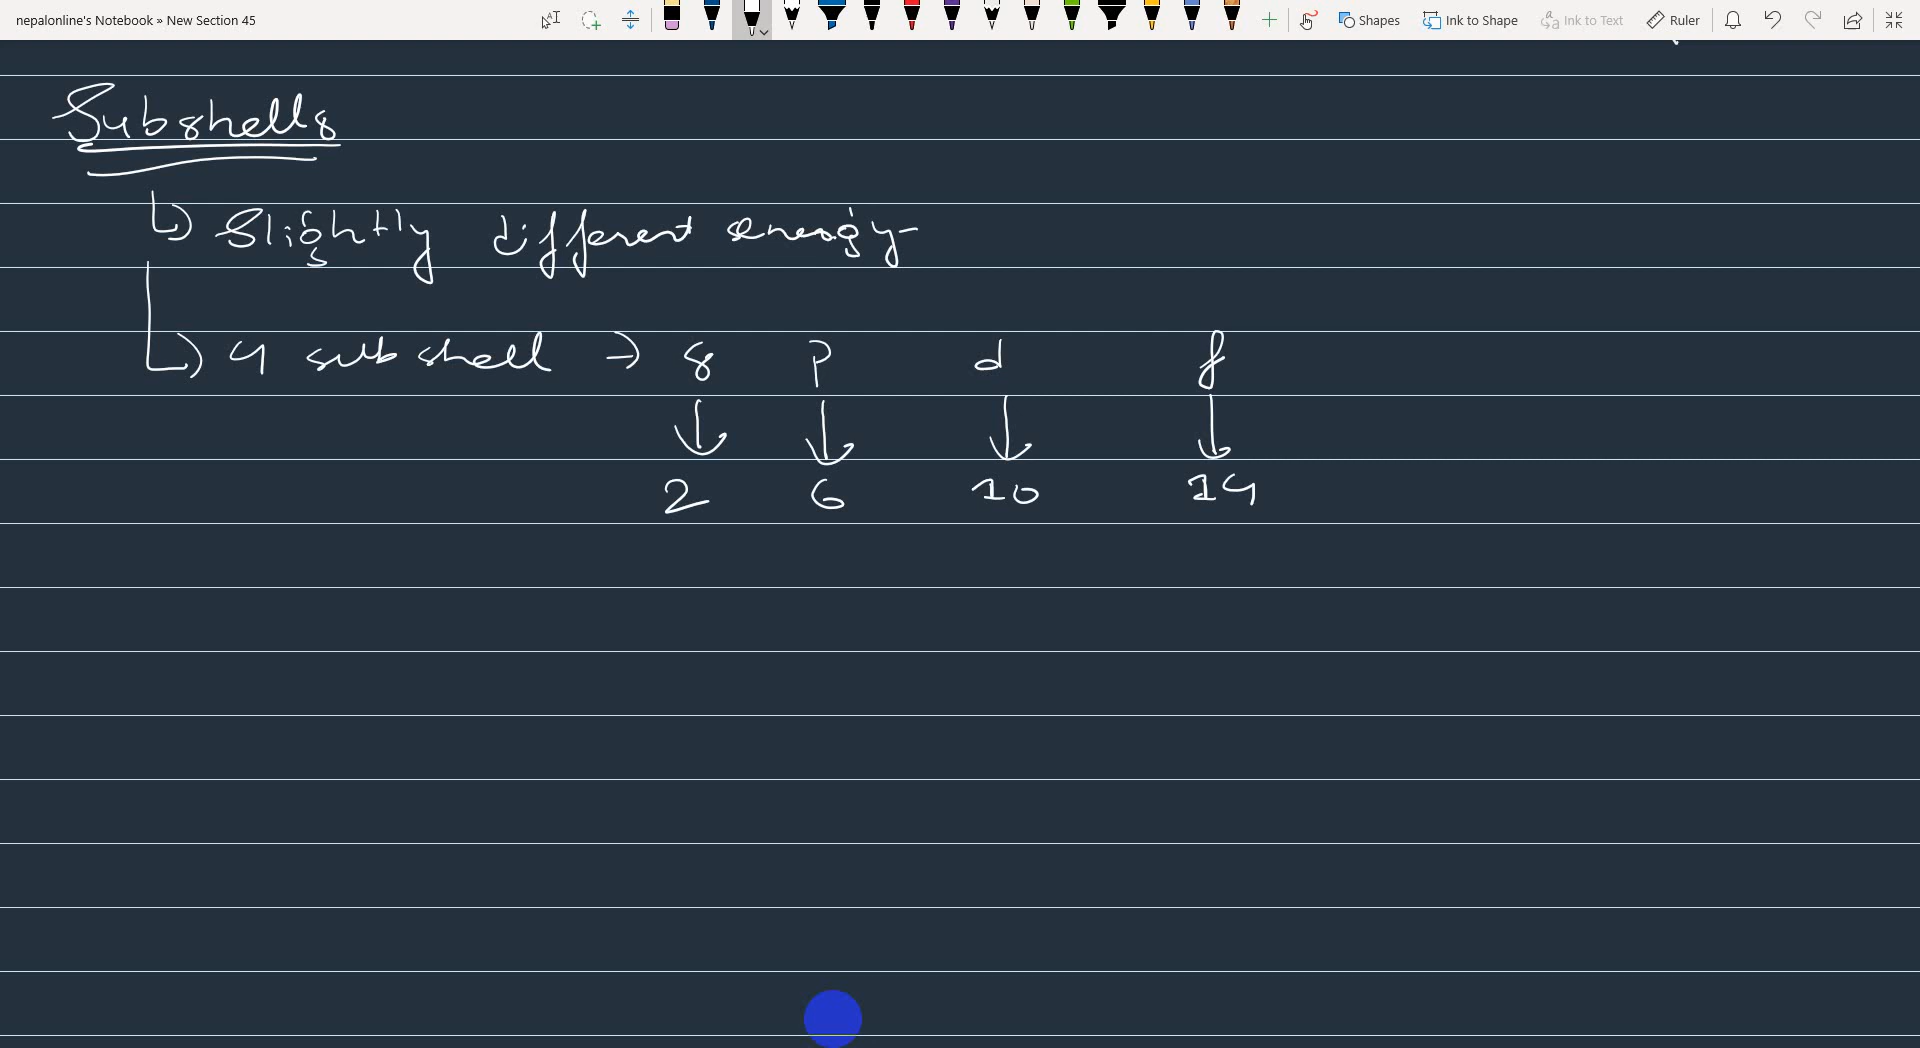 nepalonline's Notebook » New Section 45
Shapes Ink to Shape Ink to Text Ruler
Subshells
Slightly different energy
4 subshell → s p d f
↓ ↓ ↓ ↓
2 6 10 14